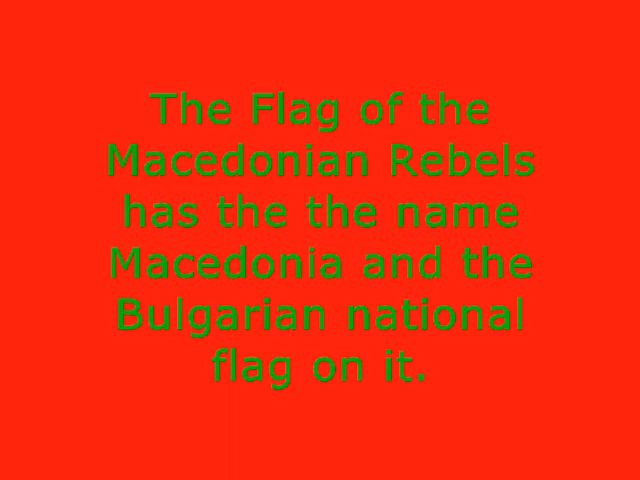 The Flag of the
Macedonian Rebels
has the the name
Macedonia and the
Bulgarian national
flag on it.